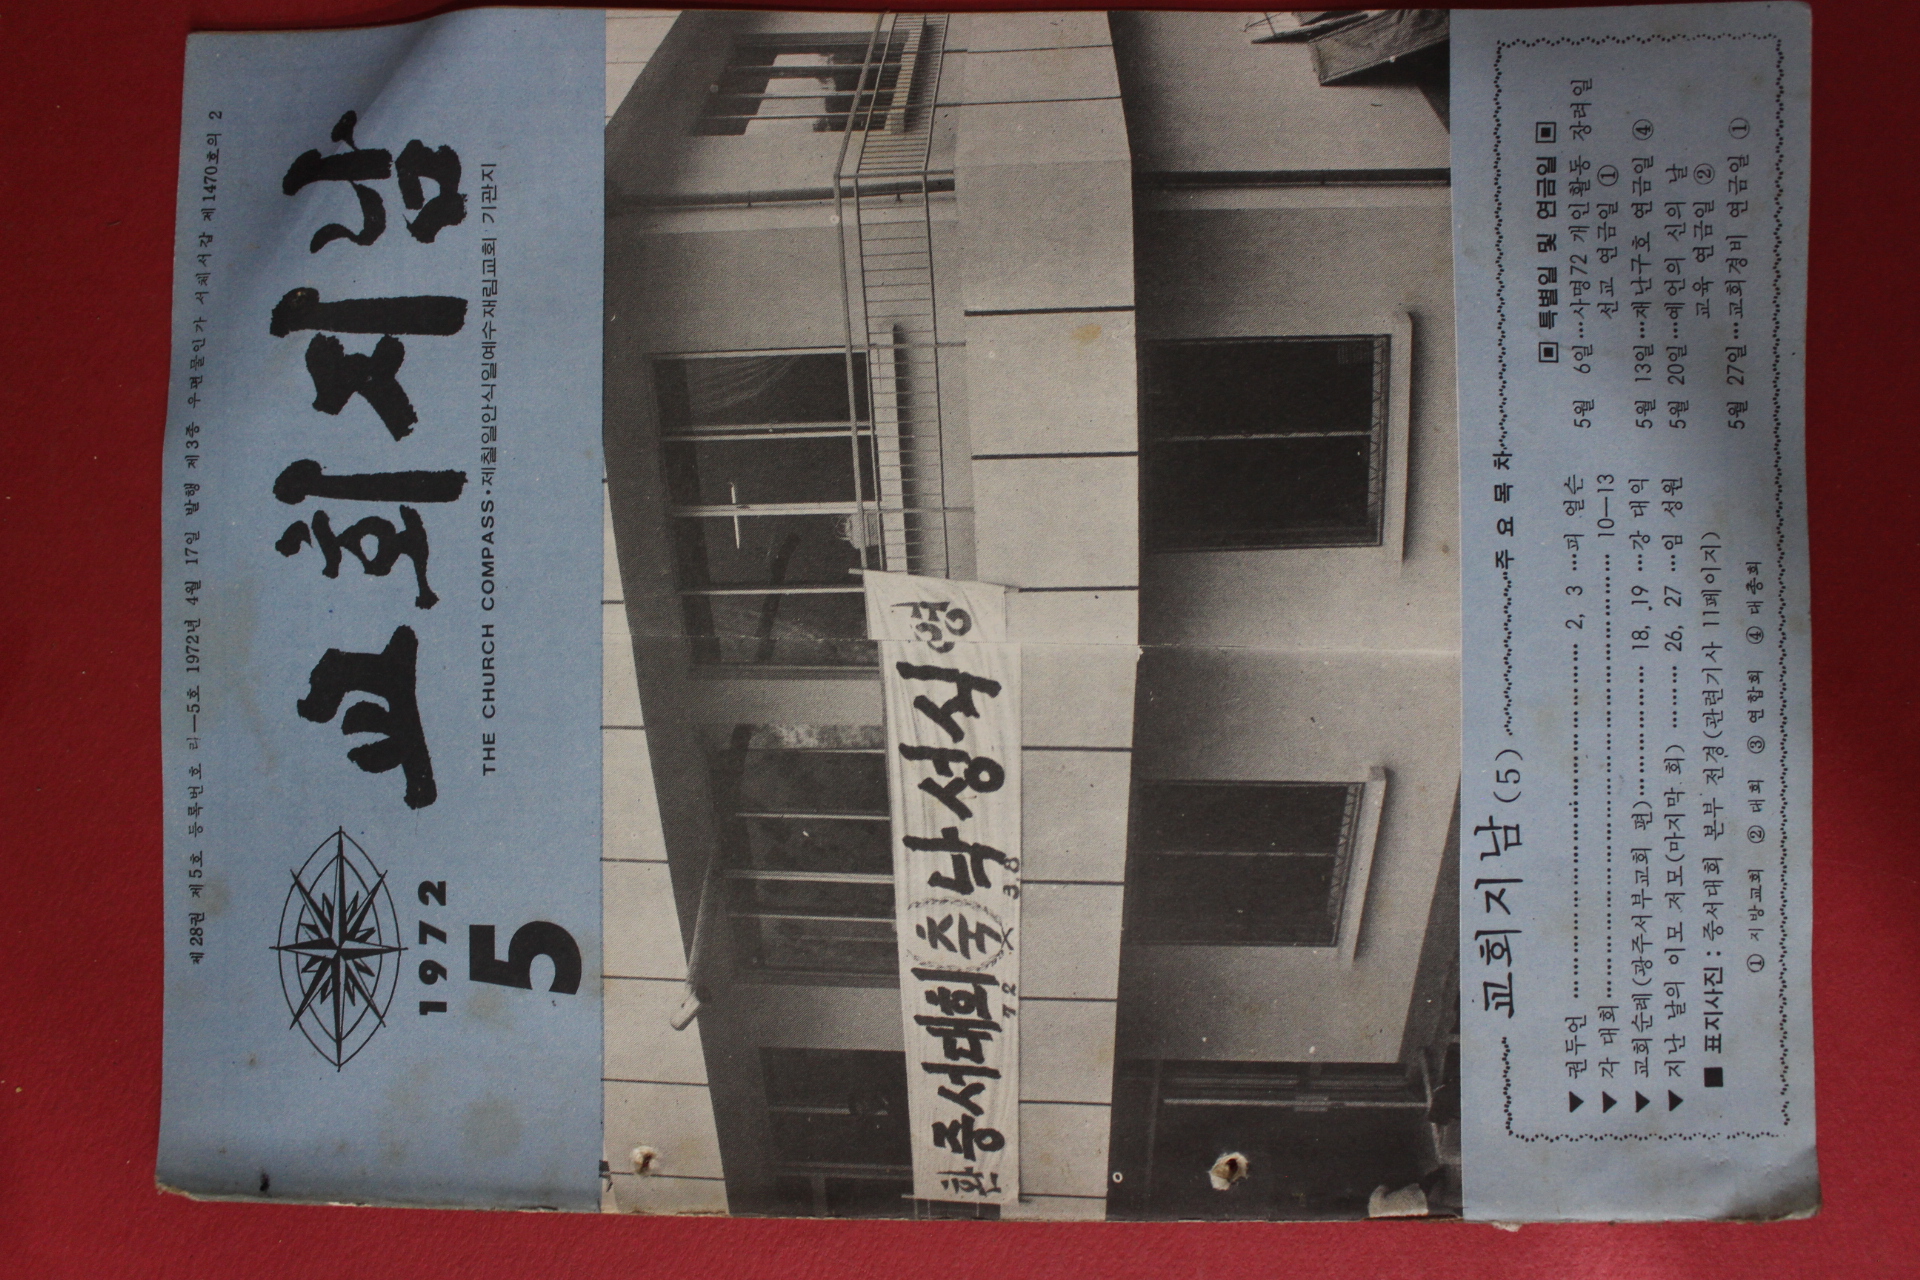 제28권 제5호 등록번호 라—5호 1972년 4월 17일 발행 제3종 우편물인가 서체서감 제1470호의 2
교회지남
1972
5
THE CHURCH COMPASS·제칠일안식일예수재림교회 기관지
환 중서대회 축 낙성식 영
72 3.8
교회지남(5)
주요목차
▼ 권두언 2, 3 …피 얼슨
▼ 각 대회 10—13
▼ 교회순례(광주서부교회 편) 18, 19 …강 대익
▼ 지난 날의 이모 저모(마지막 회) 26, 27 …임 성원
■ 표지사진: 중서대회 본부 전경(관련기사 11페이지)
▣ 특별일 및 연금일 ▣
5월 6일…사명72 개인활동 장려일
선교 연금일 ①
5월 13일…재난구호 연금일 ④
5월 20일…예언의 신의 날
교육 연금일 ②
5월 27일…교회경비 연금일 ①
① 지방교회 ② 대회 ③ 연합회 ④ 대총회